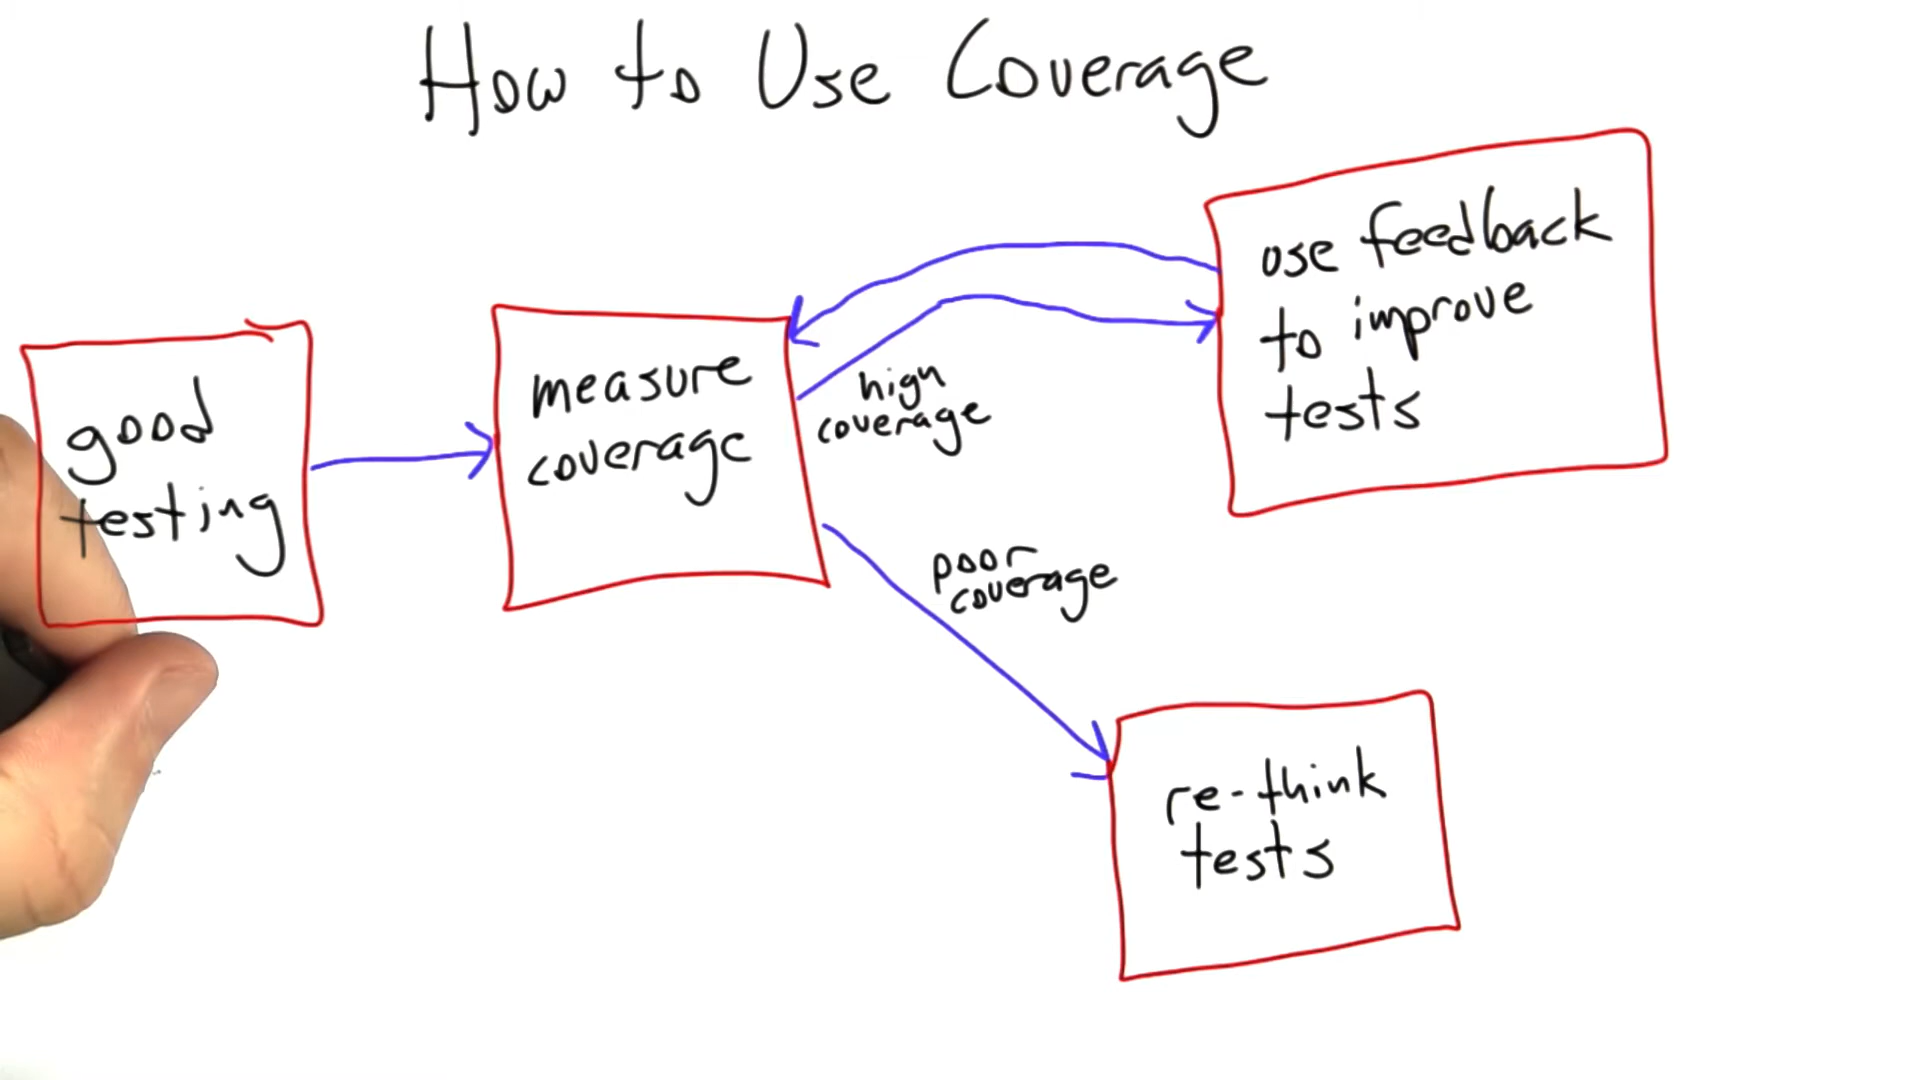 How to Use Coverage
good
testing
measure
coverage
high
coverage
use feedback
to improve
tests
poor
coverage
re-think
tests